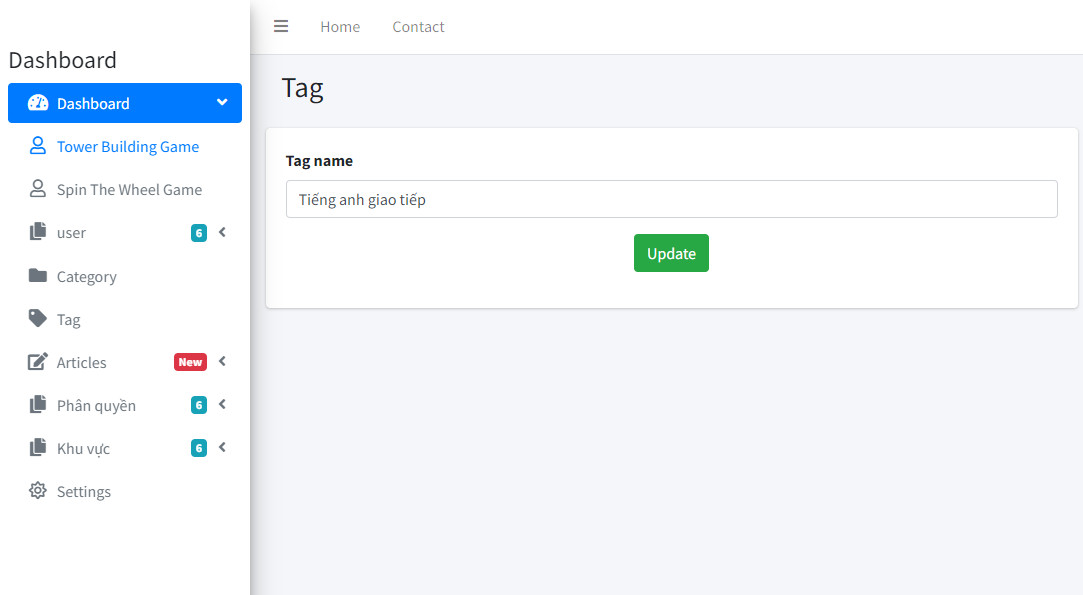 Home Contact
Dashboard
Dashboard
Tower Building Game
Spin The Wheel Game
user 6
Category
Tag
Articles New
Phân quyền 6
Khu vực 6
Settings
Tag
Tag name
Tiếng anh giao tiếp
Update